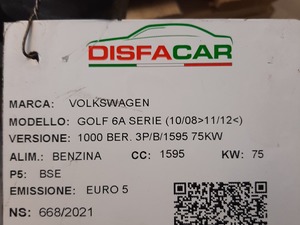 DISFACAR
MARCA: VOLKSWAGEN
MODELLO: GOLF 6A SERIE (10/08>11/12<)
VERSIONE: 1000 BER. 3P/B/1595 75KW
ALIM.: BENZINA CC: 1595 KW: 75
P5: BSE
EMISSIONE: EURO 5
NS: 668/2021